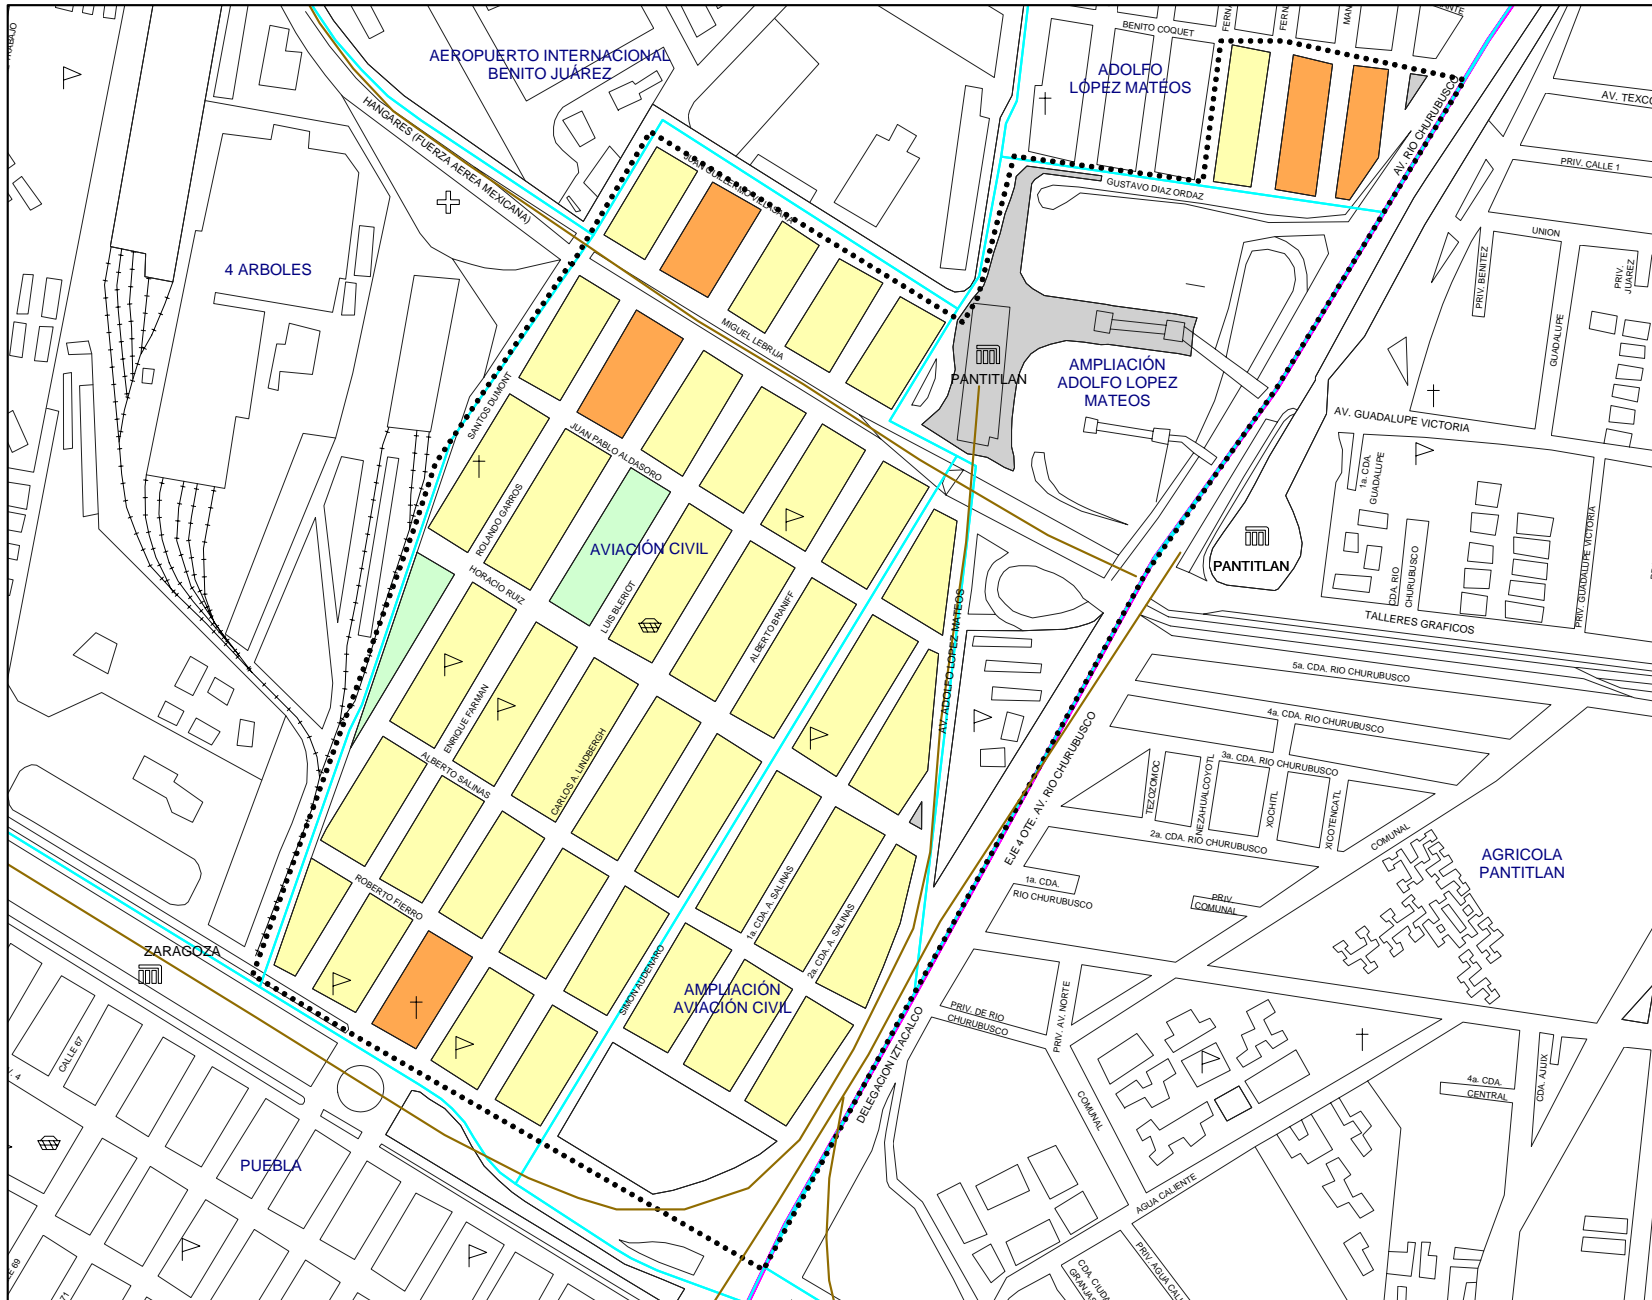 BENITO COQUET
AEROPUERTO INTERNACIONAL
BENITO JUÁREZ
ADOLFO
LÓPEZ MATÉOS
AV. RIO CHURUBUSCO
HANGARES (FUERZA AEREA MEXICANA)
JUAN GUILLERMO VILLASANA
PRIV. CALLE 1
GUSTAVO DIAZ ORDAZ
UNION
4 ARBOLES
PRIV. BENITEZ
PRIV.
JUAREZ
GUADALUPE
MIGUEL LEBRIJA
PANTITLAN
AMPLIACIÓN
ADOLFO LOPEZ
MATEOS
SANTOS DUMONT
AV. GUADALUPE VICTORIA
JUAN PABLO ALDASORO
1a. CDA.
GUADALUPE
ROLANDO GARROS
AVIACIÓN CIVIL
PRIV. GUADALUPE VICTORIA
PANTITLAN
HORACIO RUIZ
LUIS BLERIOT
ALBERTO BRANIFF
CDA. RIO
CHURUBUSCO
TALLERES GRAFICOS
AV. ADOLFO LOPEZ MATEOS
5a. CDA. RIO CHURUBUSCO
ENRIQUE FARMAN
4a. CDA. RIO CHURUBUSCO
ALBERTO SALINAS
CARLOS A. LINDBERGH
3a. CDA. RIO CHURUBUSCO
EJE 4 OTE. AV. RIO CHURUBUSCO
TEZOZOMOC
NEZAHUALCOYOTL
XOCHITL
XICOTENCATL
2a. CDA. RIO CHURUBUSCO
COMUNAL
AGRICOLA
PANTITLAN
ROBERTO FIERRO
1a. CDA.
RIO CHURUBUSCO
1a. CDA. A. SALINAS
2a. CDA. A. SALINAS
PRIV.
COMUNAL
ZARAGOZA
SIMON AUDENARO
AMPLIACIÓN
AVIACIÓN CIVIL
PRIV. DE RIO
CHURUBUSCO
PRIV. AV. NORTE
DELEGACION IZTACALCO
CALLE 67
4a. CDA.
CENTRAL
CDA. AJUIX
COMUNAL
PUEBLA
AGUA CALIENTE